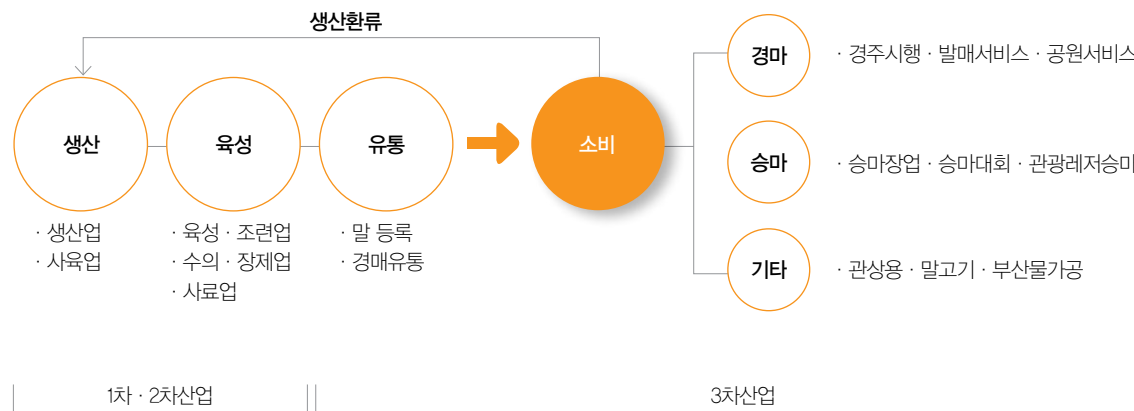 생산환류
생산
육성
유통
소비
· 생산업
· 사육업
· 육성 · 조련업
· 수의 · 장제업
· 사료업
· 말 등록
· 경매유통
경마
· 경주시행 · 발매서비스 · 공원서비스
승마
· 승마장업 · 승마대회 · 관광레저승마
기타
· 관상용 · 말고기 · 부산물가공
1차 · 2차산업
3차산업